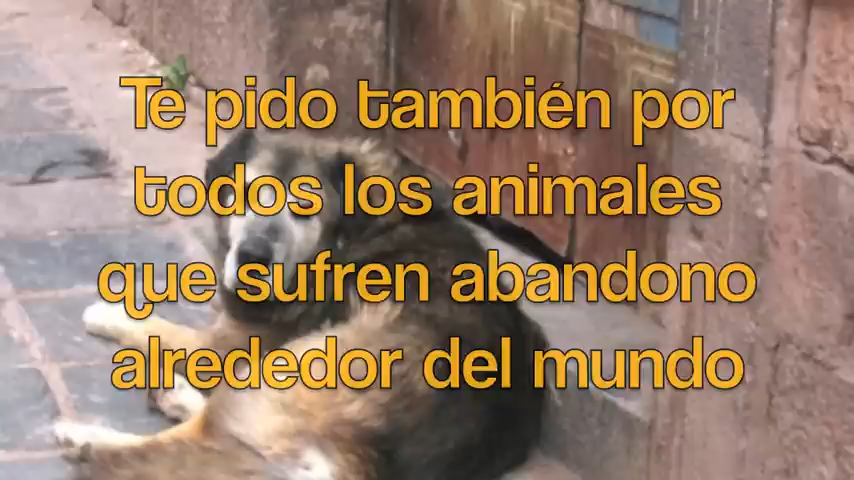 Te pido también por
todos los animales
que sufren abandono
alrededor del mundo